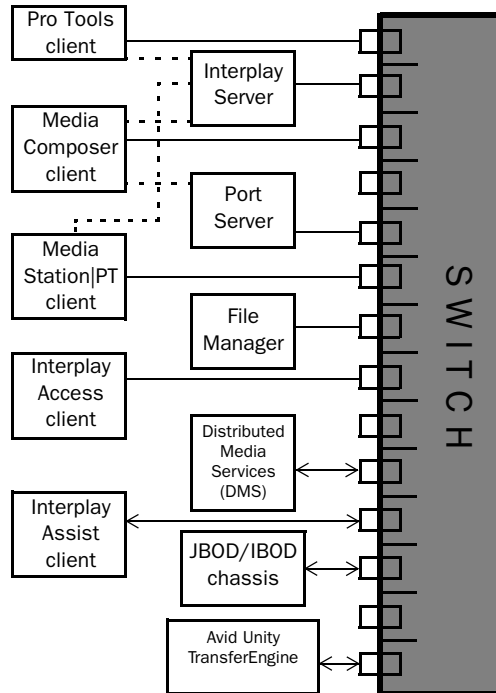 Pro Tools
client
Interplay
Server
Media
Composer
client
Port
Server
Media
Station|PT
client
File
Manager
Interplay
Access
client
Distributed
Media
Services
(DMS)
Interplay
Assist
client
JBOD/IBOD
chassis
Avid Unity
TransferEngine
SWITCH